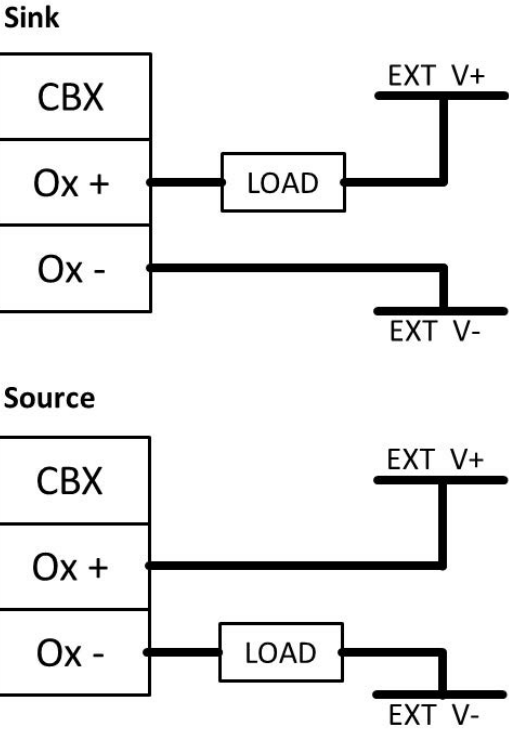 Sink
CBX
EXT V+
Ox +
LOAD
Ox -
EXT V-
Source
CBX
EXT V+
Ox +
Ox -
LOAD
EXT V-